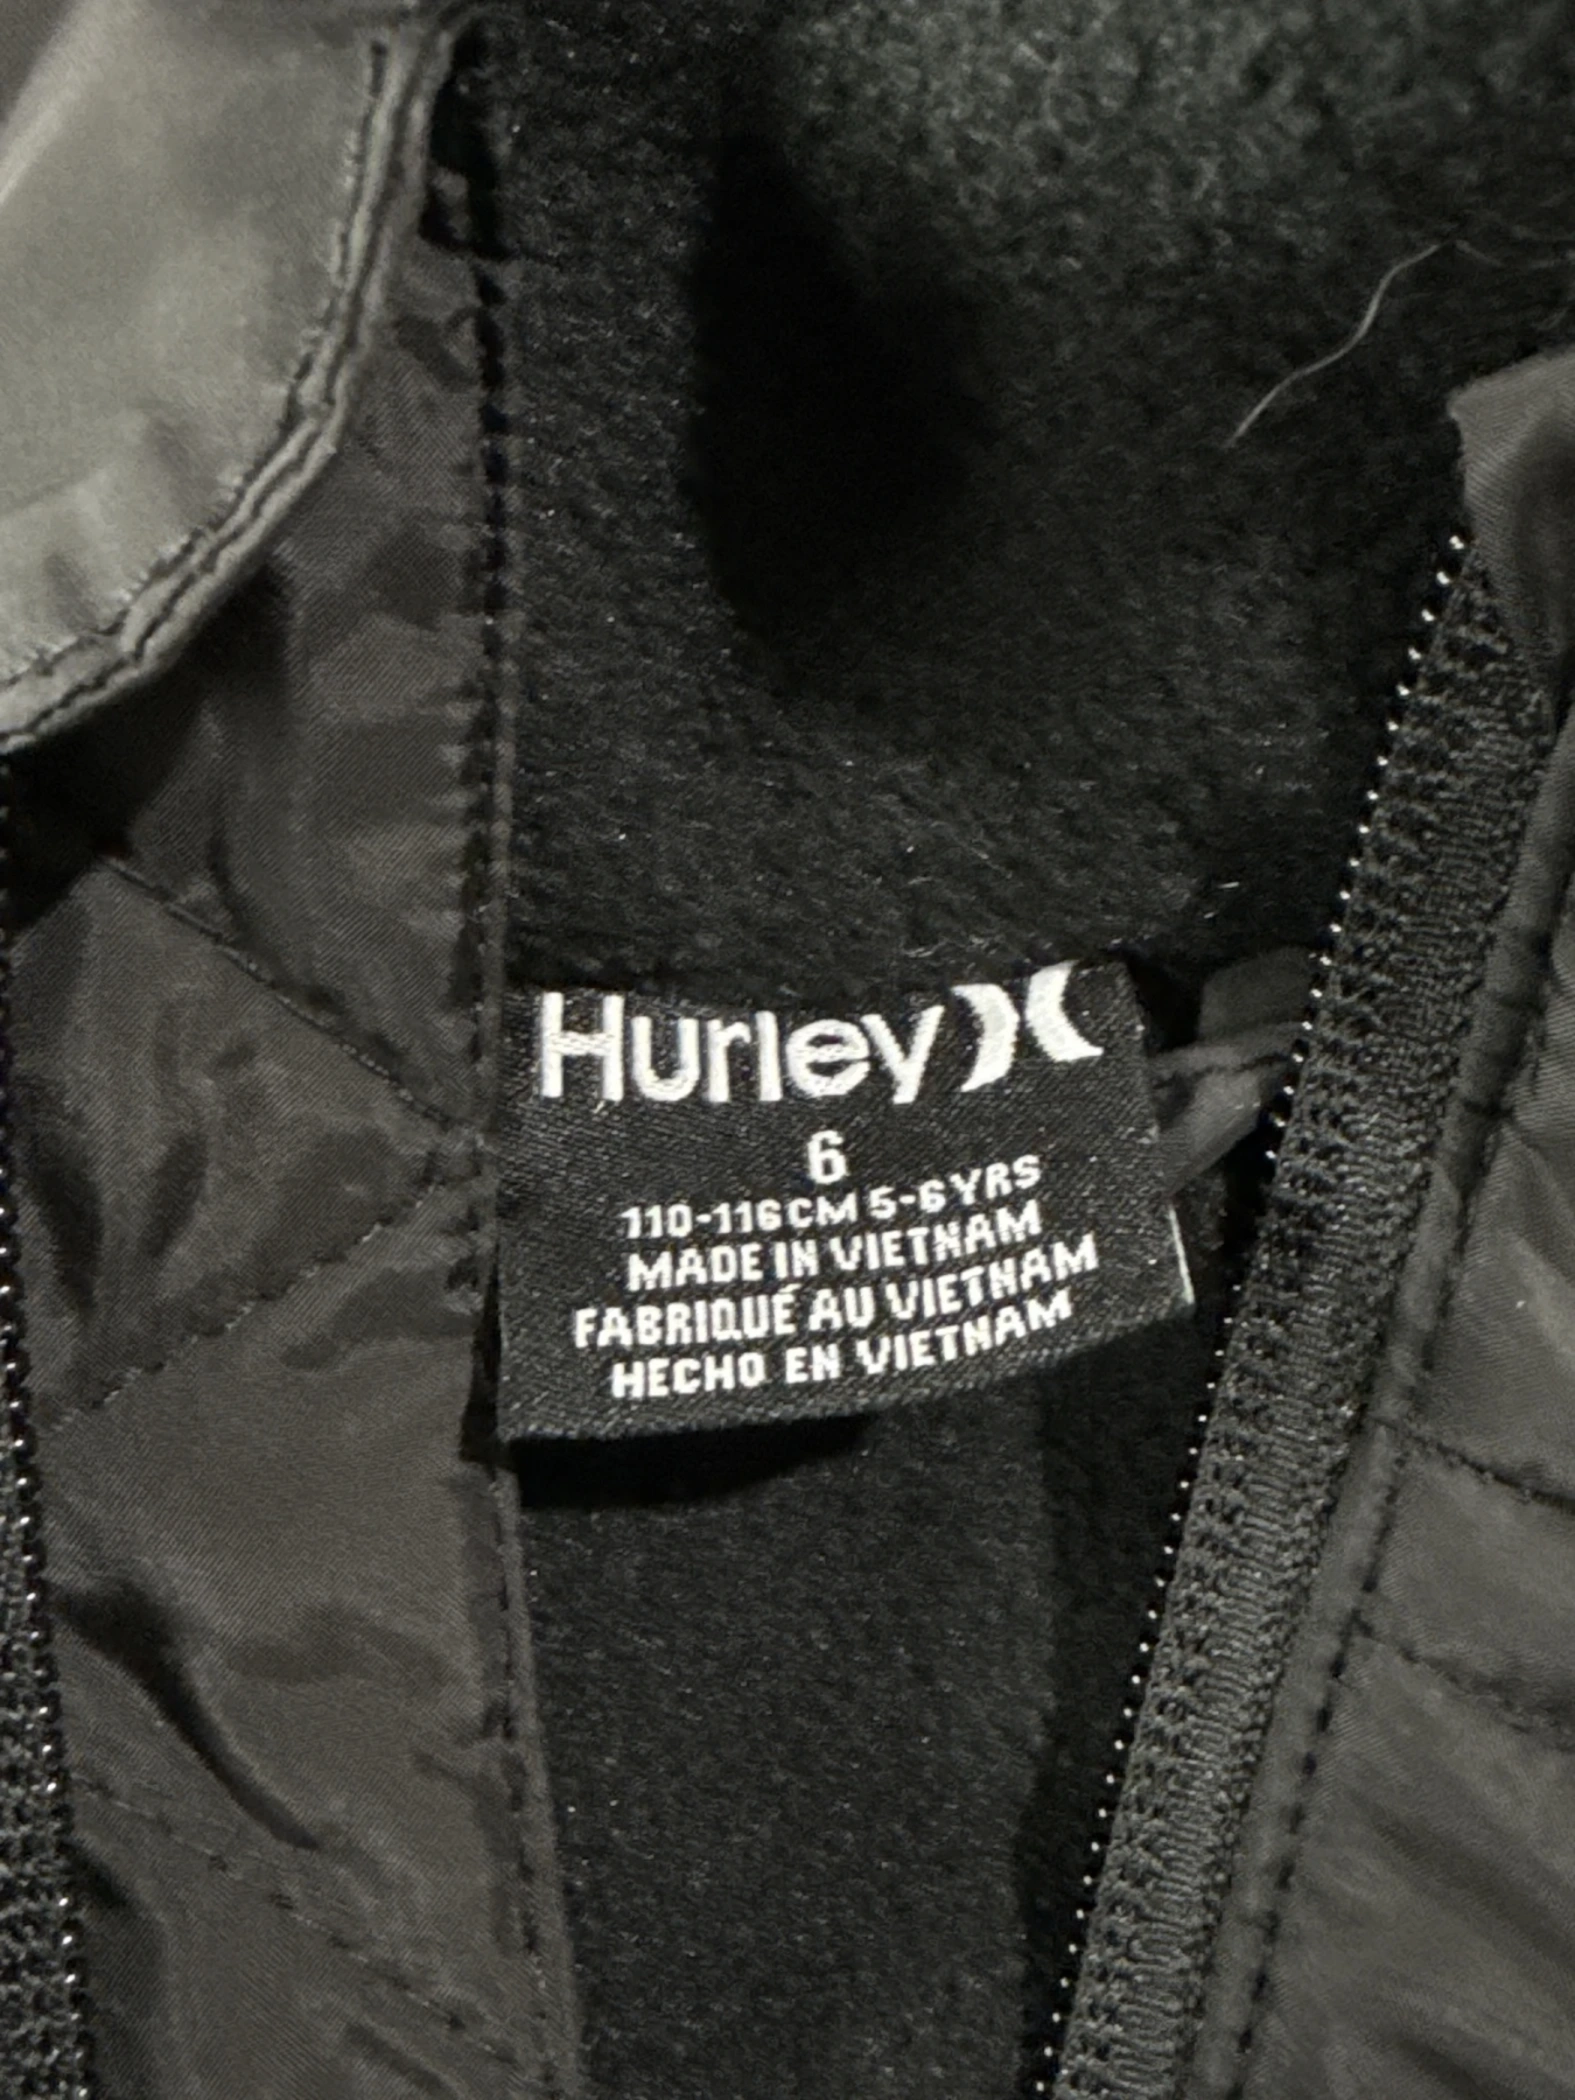 Hurley
6
110-116CM 5-6YRS
MADE IN VIETNAM
FABRIQUÉ AU VIETNAM
HECHO EN VIETNAM